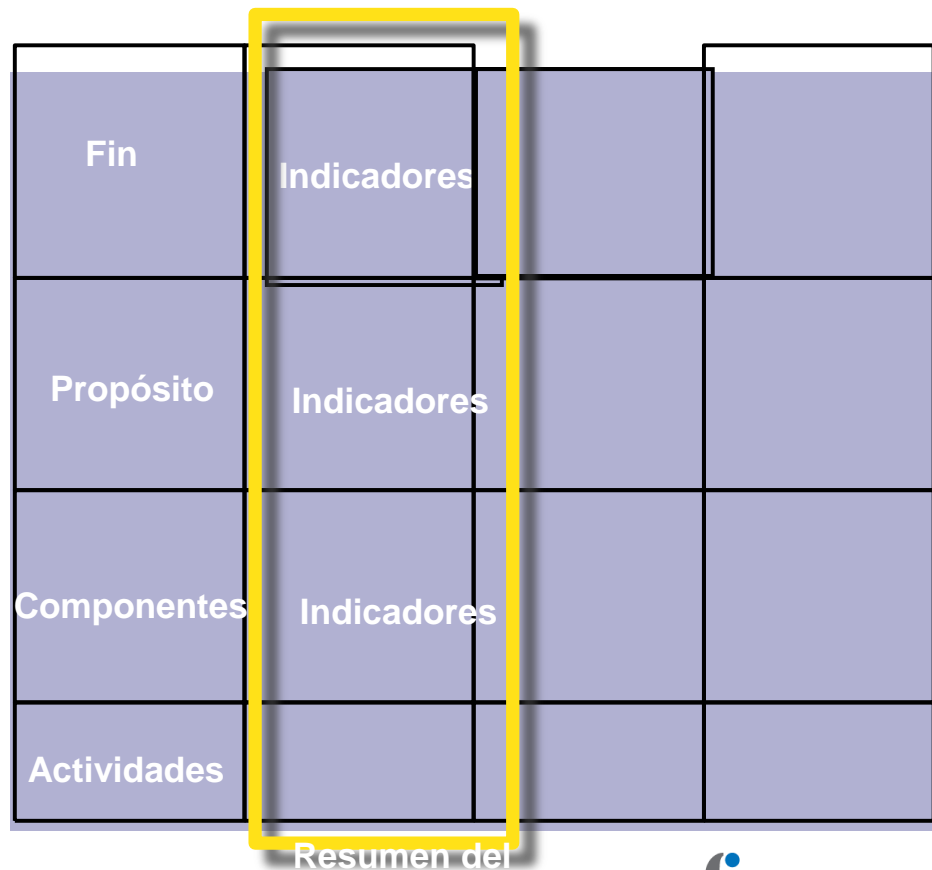 Fin
Indicadores
Propósito
Indicadores
Componentes
Indicadores
Actividades
Resumen del